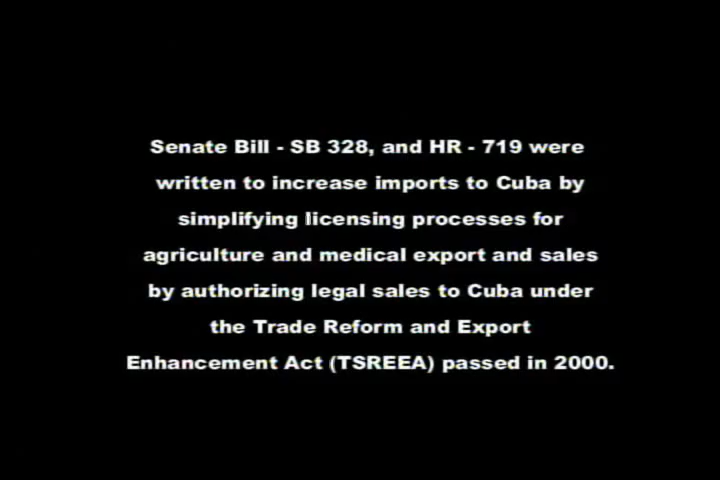 Senate Bill - SB 328, and HR - 719 were
written to increase imports to Cuba by
simplifying licensing processes for
agriculture and medical export and sales
by authorizing legal sales to Cuba under
the Trade Reform and Export
Enhancement Act (TSREEA) passed in 2000.